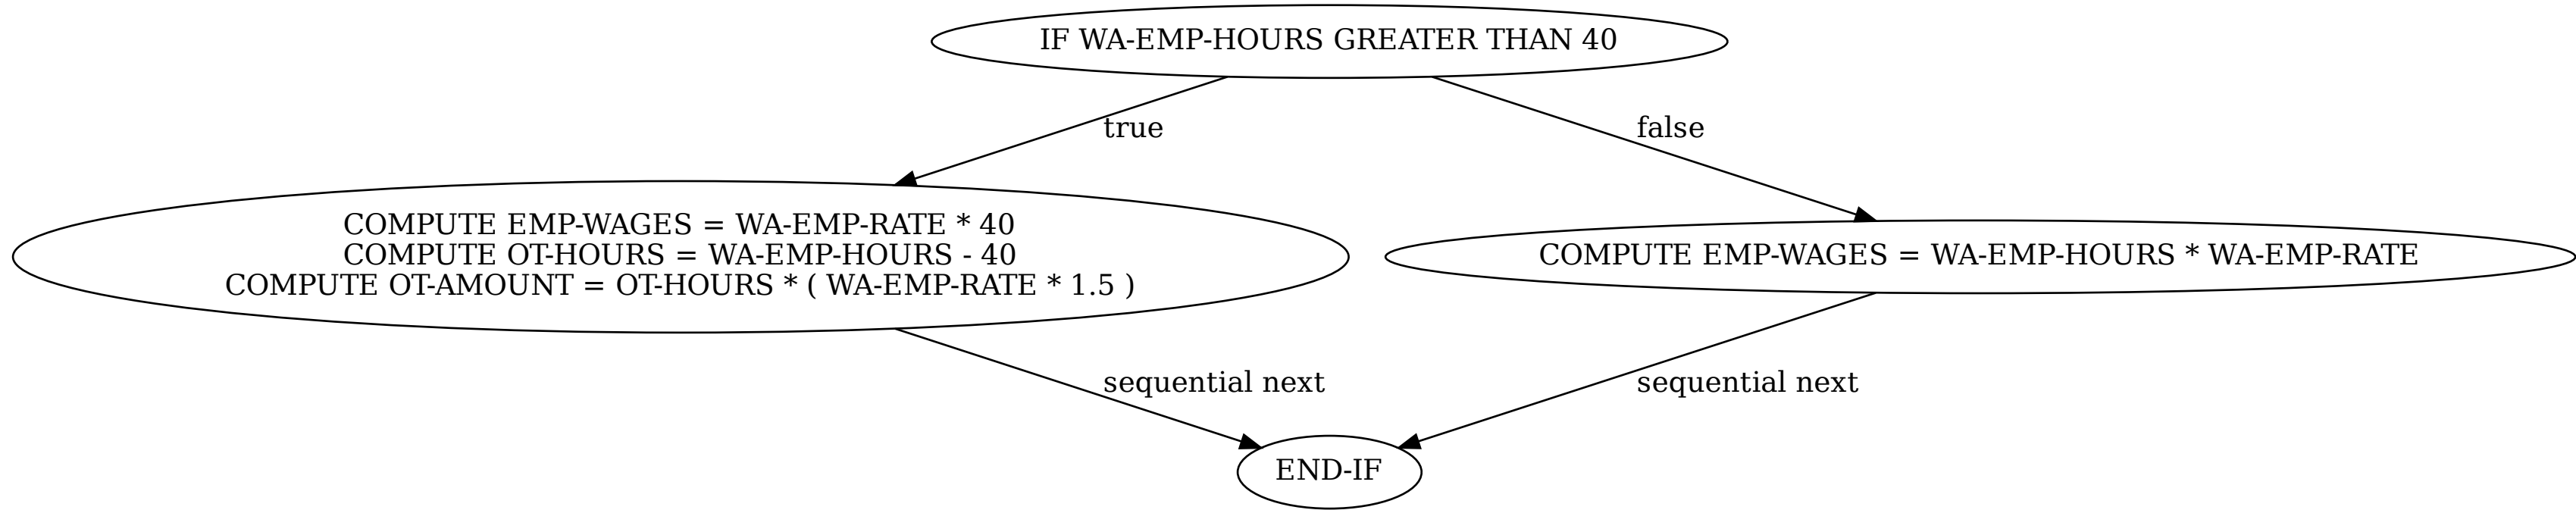 IF WA-EMP-HOURS GREATER THAN 40
true
false
COMPUTE EMP-WAGES = WA-EMP-RATE * 40
COMPUTE OT-HOURS = WA-EMP-HOURS - 40
COMPUTE OT-AMOUNT = OT-HOURS * ( WA-EMP-RATE * 1.5 )
COMPUTE EMP-WAGES = WA-EMP-HOURS * WA-EMP-RATE
sequential next
sequential next
END-IF